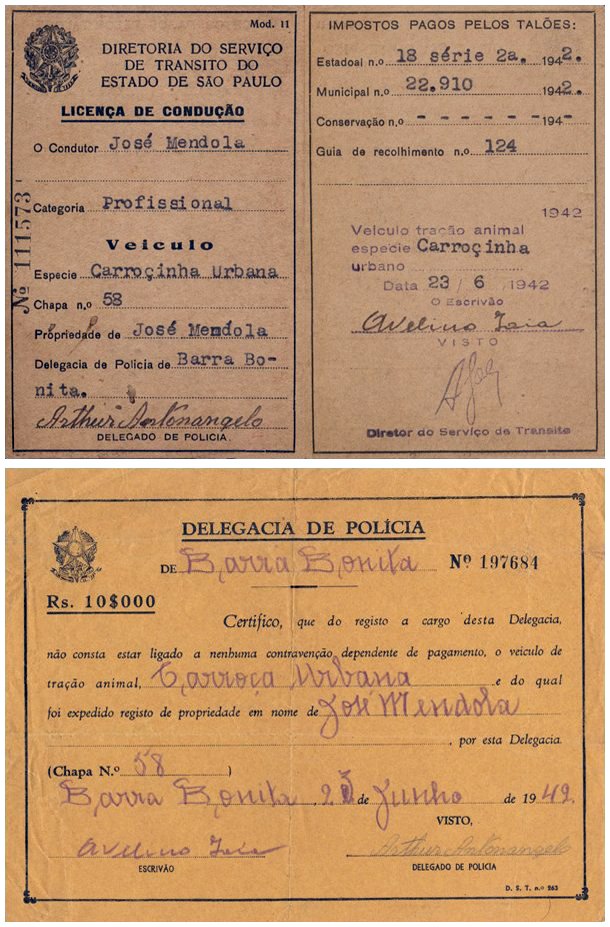 Mod. 11
DIRETORIA DO SERVIÇO
DE TRANSITO DO
ESTADO DE SÃO PAULO
LICENÇA DE CONDUÇÃO
O Condutor José Mendola
Categoria Profissional
Nº 111573
Veiculo
Especie Carroçinha Urbana
Chapa n.º 58
Propriedade de José Mendola
Delegacia de Policia de Barra Bo-
nita.
Arthur Antonangelo
DELEGADO DE POLICIA
IMPOSTOS PAGOS PELOS TALÕES:
Estadoal n.o 18 série 2a. 1942.
Municipal n.o 22.910 1942.
Conservação n,o - - - - - - 194-
Guia de recolhimento n.o 124
1942
Veiculo tração animal
especie Carroçinha
urbano
Data 23 / 6 / 1942
O Escrivão
Avelino Zaia
VISTO
Diretor do Serviço de Transito
DELEGACIA DE POLÍCIA
DE Barra Bonita Nº 197684
Rs. 10$000
Certifico, que do registo a cargo desta Delegacia,
não consta estar ligado a nenhuma contravenção dependente de pagamento, o veiculo de
tração animal, Carroça Urbana e do qual
foi expedido registo de propriedade em nome de José Mendola
, por esta Delegacia.
(Chapa N.º 58 )
Barra Bonita, 23 de Junho de 1942.
VISTO,
Avelino Zaia
Arthur Antonangelo
ESCRIVÃO
DELEGADO DE POLICIA
D. S. T. n.o 263